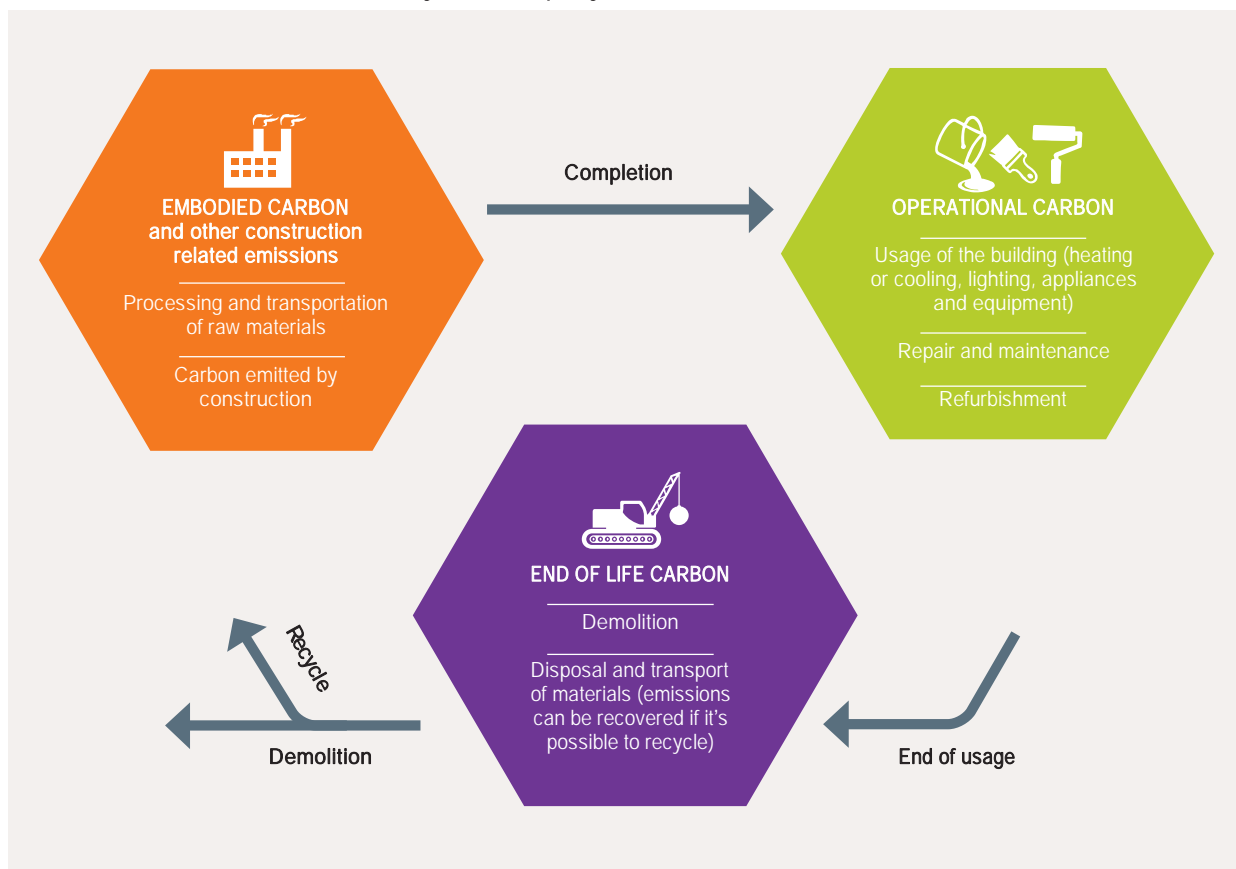 EMBODIED CARBON
and other construction
related emissions
Processing and transportation
of raw materials
Carbon emitted by
construction
Completion
OPERATIONAL CARBON
Usage of the building (heating
or cooling, lighting, appliances
and equipment)
Repair and maintenance
Refurbishment
END OF LIFE CARBON
Demolition
Disposal and transport
of materials (emissions
can be recovered if it's
possible to recycle)
End of usage
Recycle
Demolition